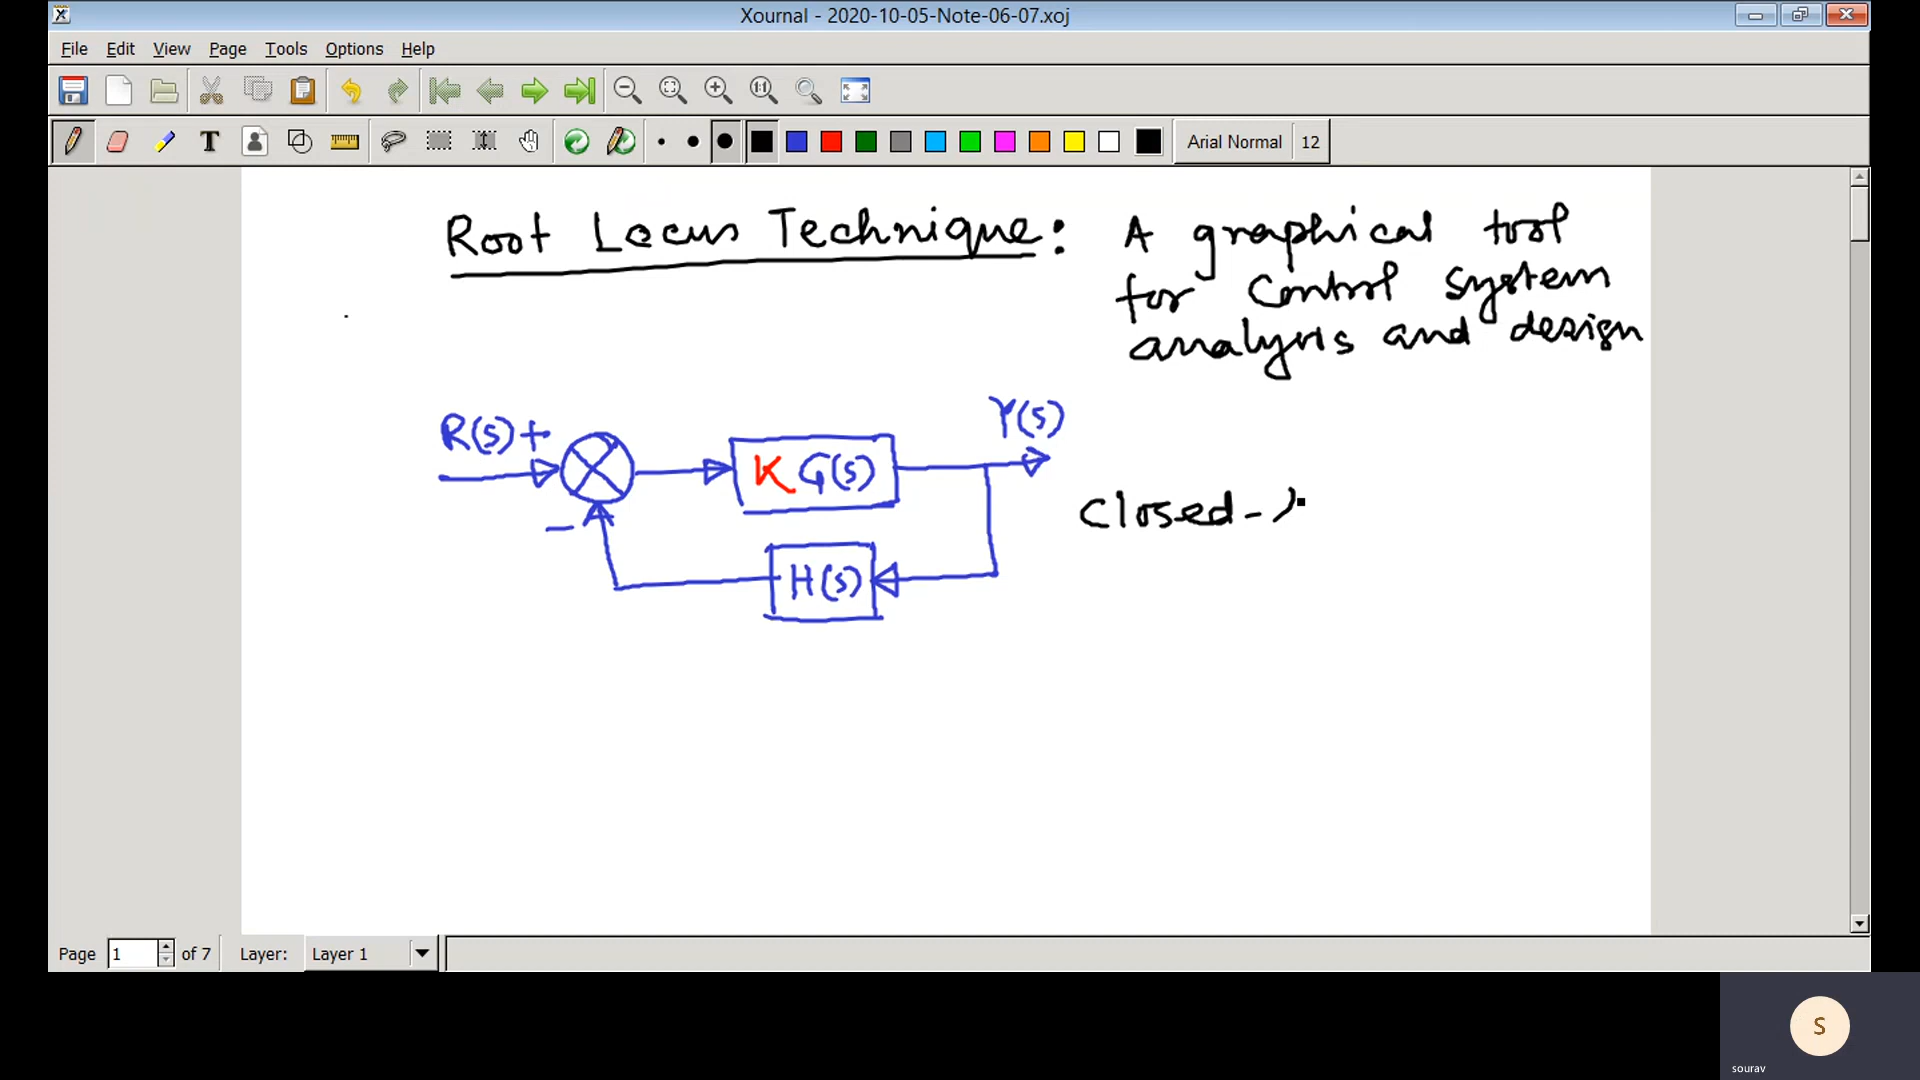 Xournal - 2020-10-05-Note-06-07.xoj
File Edit View Page Tools Options Help
Arial Normal 12
Root Locus Technique: A graphical tool
for Control system
analysis and design
R(s) +
K G(s)
Y(s)
Closed-
-
H(s)
Page 1 of 7 Layer: Layer 1
S
sourav